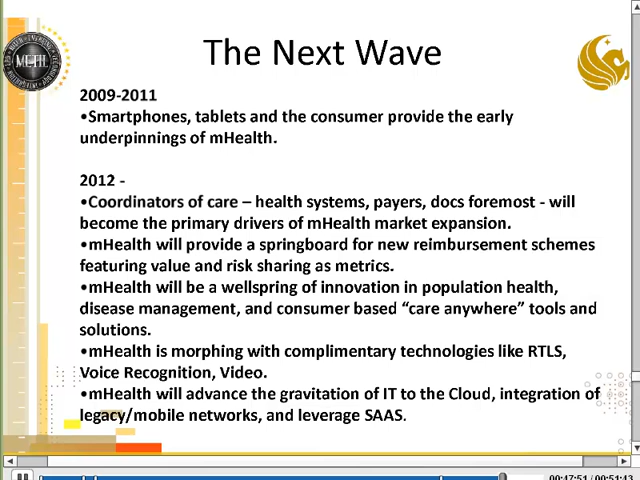 The Next Wave
METIL
2009-2011
•Smartphones, tablets and the consumer provide the early
underpinnings of mHealth.
2012 -
•Coordinators of care – health systems, payers, docs foremost - will
become the primary drivers of mHealth market expansion.
•mHealth will provide a springboard for new reimbursement schemes
featuring value and risk sharing as metrics.
•mHealth will be a wellspring of innovation in population health,
disease management, and consumer based “care anywhere” tools and
solutions.
•mHealth is morphing with complimentary technologies like RTLS,
Voice Recognition, Video.
•mHealth will advance the gravitation of IT to the Cloud, integration of
legacy/mobile networks, and leverage SAAS.
00:47:51 / 00:51:43